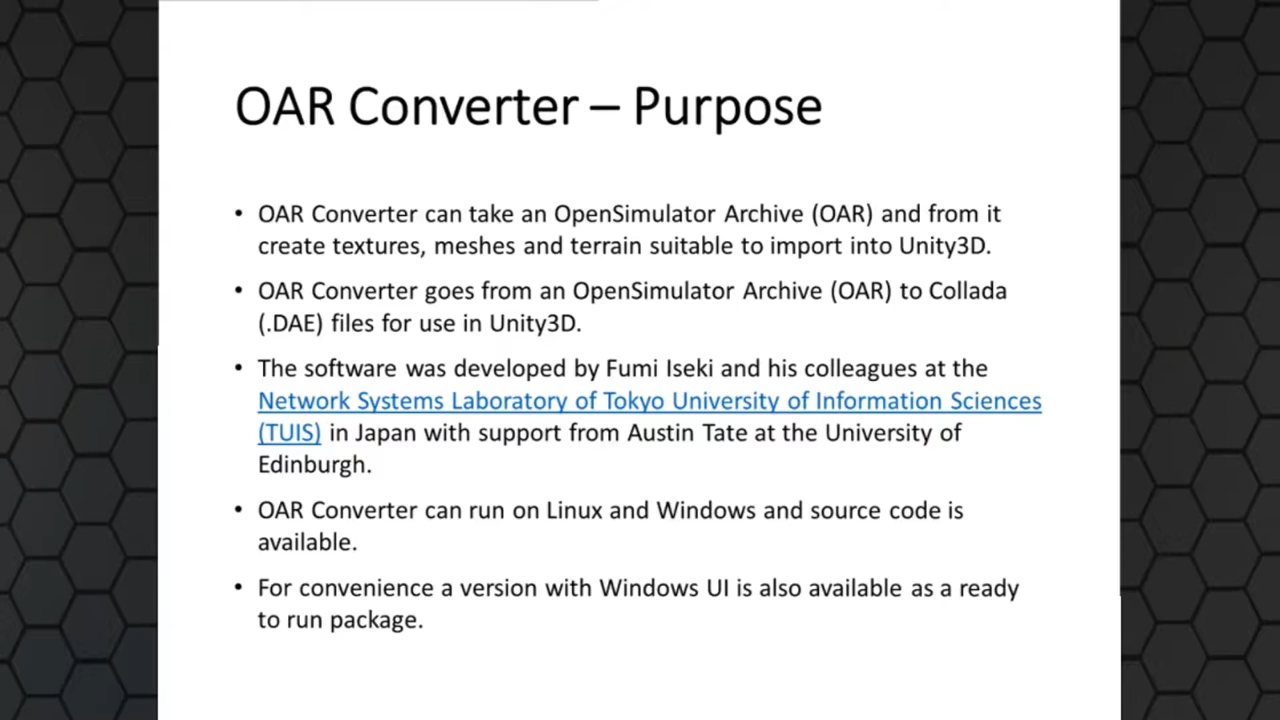 OAR Converter – Purpose
• OAR Converter can take an OpenSimulator Archive (OAR) and from it
create textures, meshes and terrain suitable to import into Unity3D.
• OAR Converter goes from an OpenSimulator Archive (OAR) to Collada
(.DAE) files for use in Unity3D.
• The software was developed by Fumi Iseki and his colleagues at the
Network Systems Laboratory of Tokyo University of Information Sciences
(TUIS) in Japan with support from Austin Tate at the University of
Edinburgh.
• OAR Converter can run on Linux and Windows and source code is
available.
• For convenience a version with Windows UI is also available as a ready
to run package.